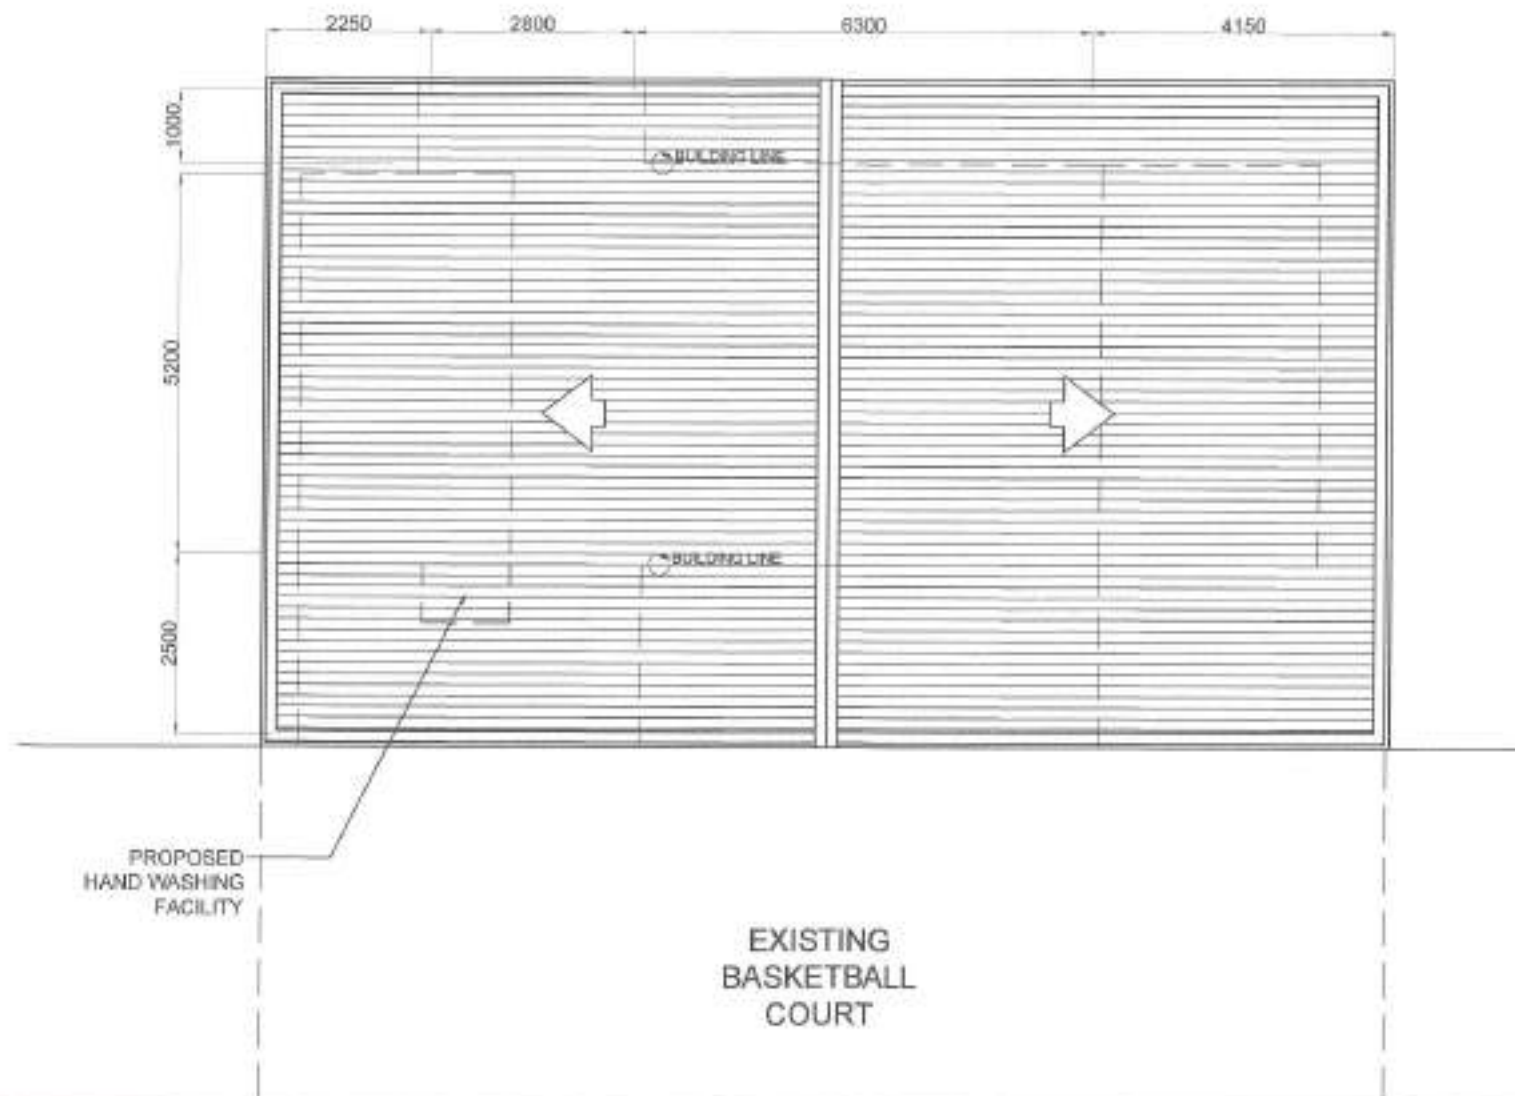 2250
2800
6300
4150
1000
BUILDING LINE
5200
BUILDING LINE
2500
PROPOSED
HAND WASHING
FACILITY
EXISTING
BASKETBALL
COURT